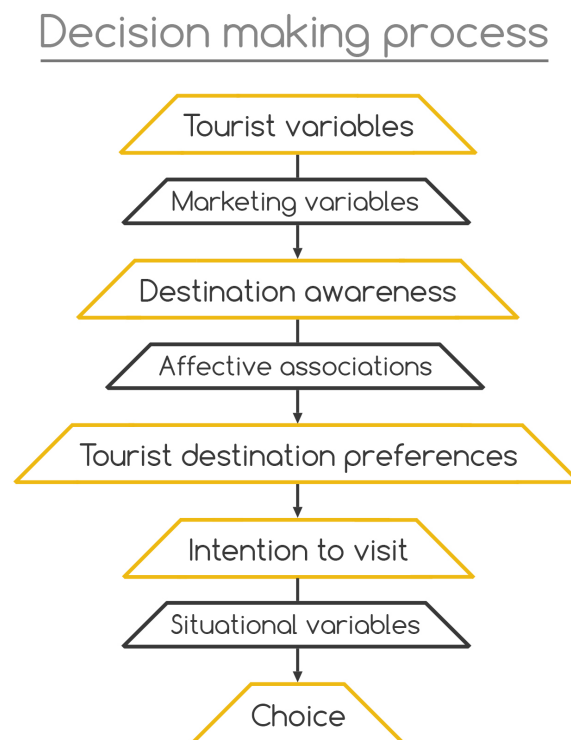 Decision making process
Tourist variables
Marketing variables
Destination awareness
Affective associations
Tourist destination preferences
Intention to visit
Situational variables
Choice